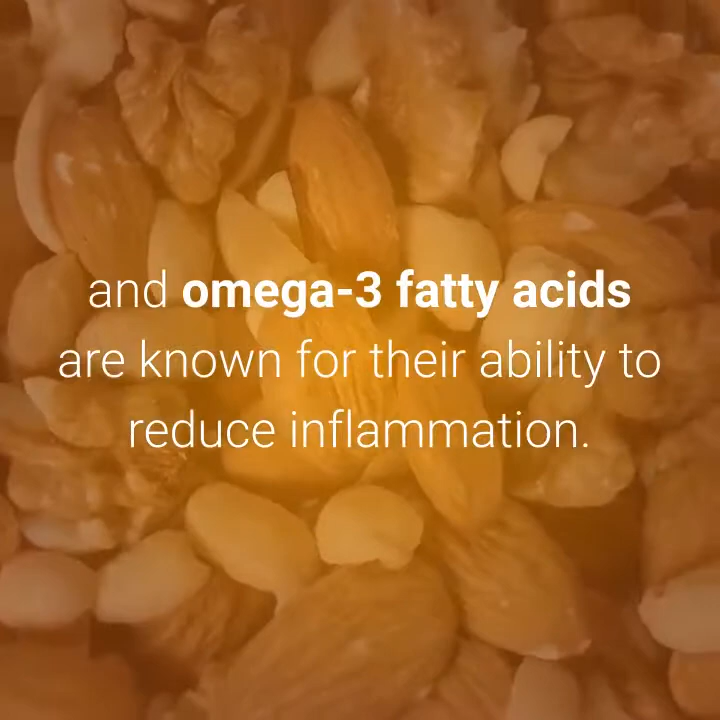 and omega-3 fatty acids
are known for their ability to
reduce inflammation.